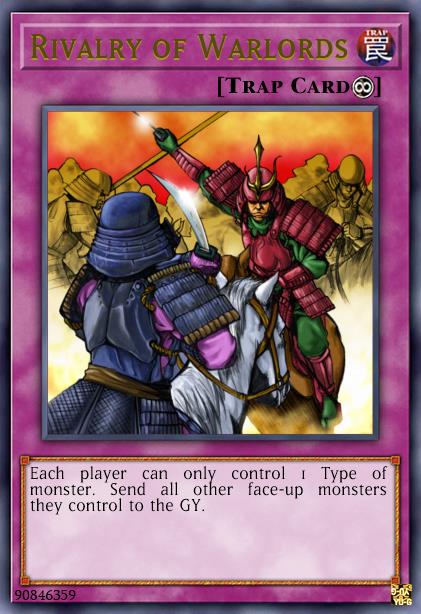 RIVALRY OF WARLORDS
TRAP
罠
[TRAP CARD]
Each player can only control 1 Type of
monster. Send all other face-up monsters
they control to the GY.
90846359